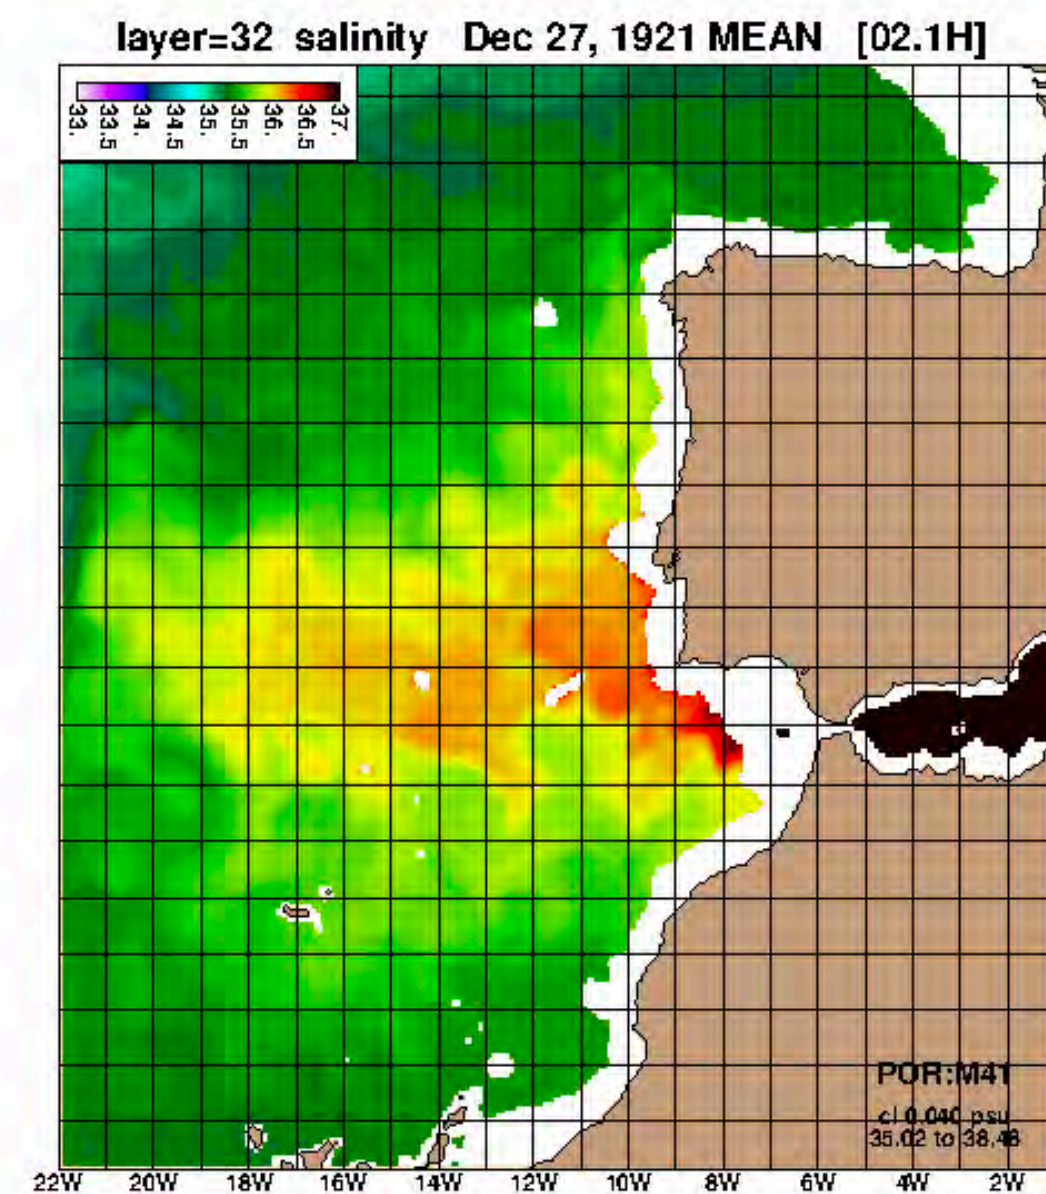 layer=32 salinity Dec 27, 1921 MEAN [02.1H]
33. 33.5 34. 34.5 35. 35.5 36. 36.5 37.
POR:M41
ci 0.040 psu
35.02 to 38.48
22W 20W 18W 16W 14W 12W 10W 8W 6W 4W 2W